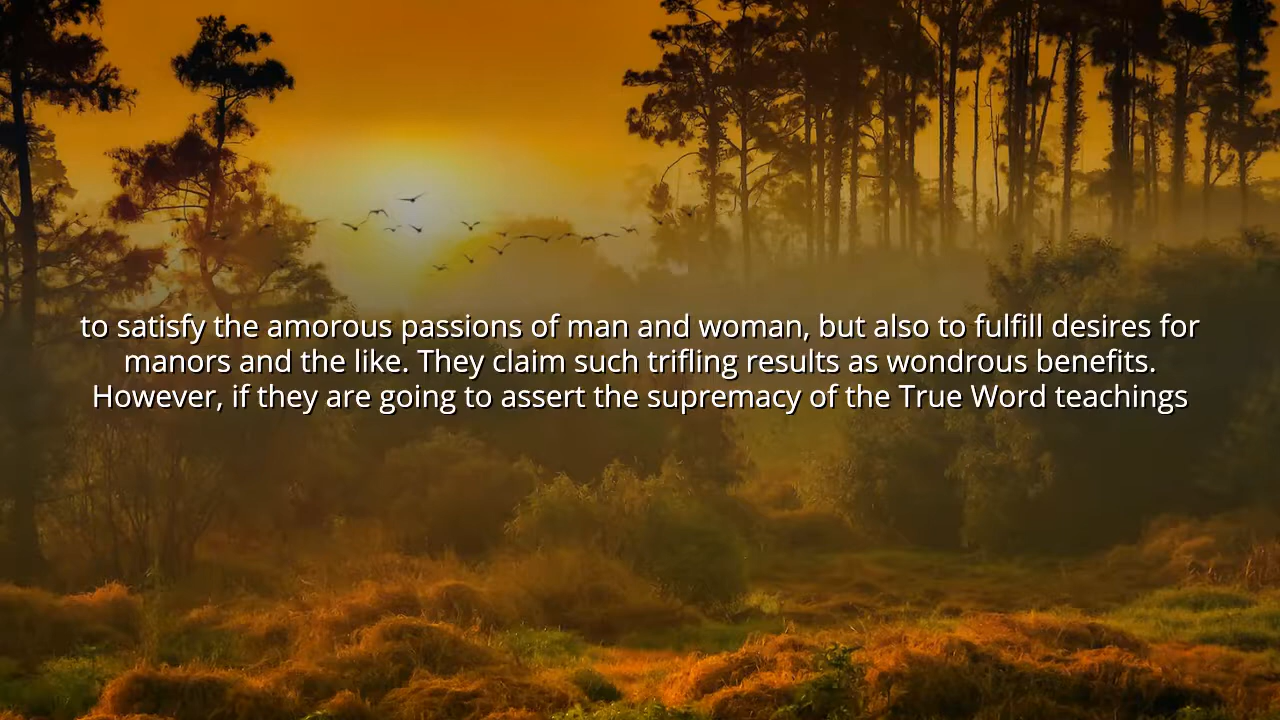 to satisfy the amorous passions of man and woman, but also to fulfill desires for
manors and the like. They claim such trifling results as wondrous benefits.
However, if they are going to assert the supremacy of the True Word teachings